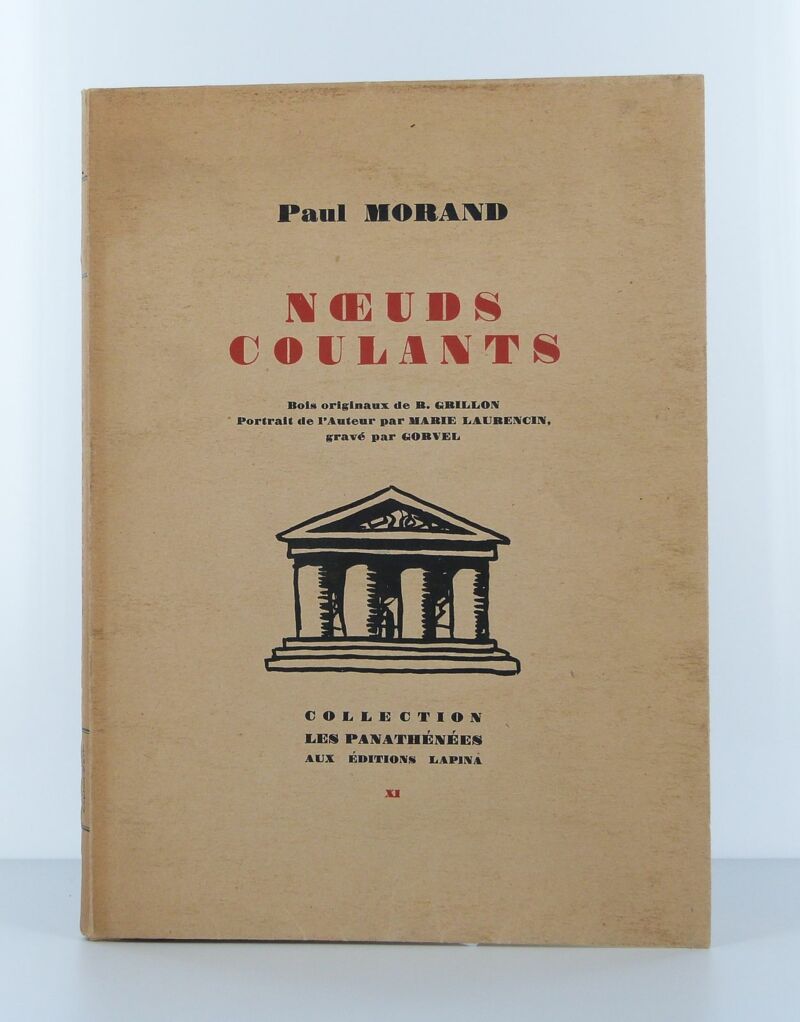 Paul MORAND
NŒUDS
COULANTS
Bois originaux de R. GRILLON
Portrait de l'Auteur par MARIE LAURENCIN,
gravé par GORVEL
COLLECTION
LES PANATHÉNÉES
AUX ÉDITIONS LAPINA
XI